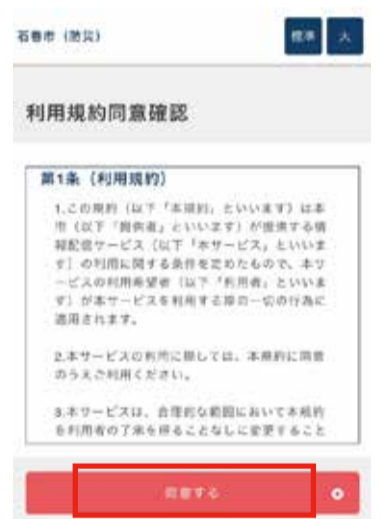 石巻市（防災）
標準 大
利用規約同意確認
第1条（利用規約）
1.この規約（以下「本規約」といいます）は本
市（以下「提供者」といいます）が提供する情
報配信サービス（以下「本サービス」といいま
す）の利用に関する条件を定めたもので、本サ
ービスの利用希望者（以下「利用者」といいま
す）が本サービスを利用する際の一切の行為に
適用されます。
2.本サービスの利用に際しては、本規約に同意
のうえご利用ください。
3.本サービスは、合理的な範囲において本規約
を利用者の了承を得ることなしに変更すること
同意する